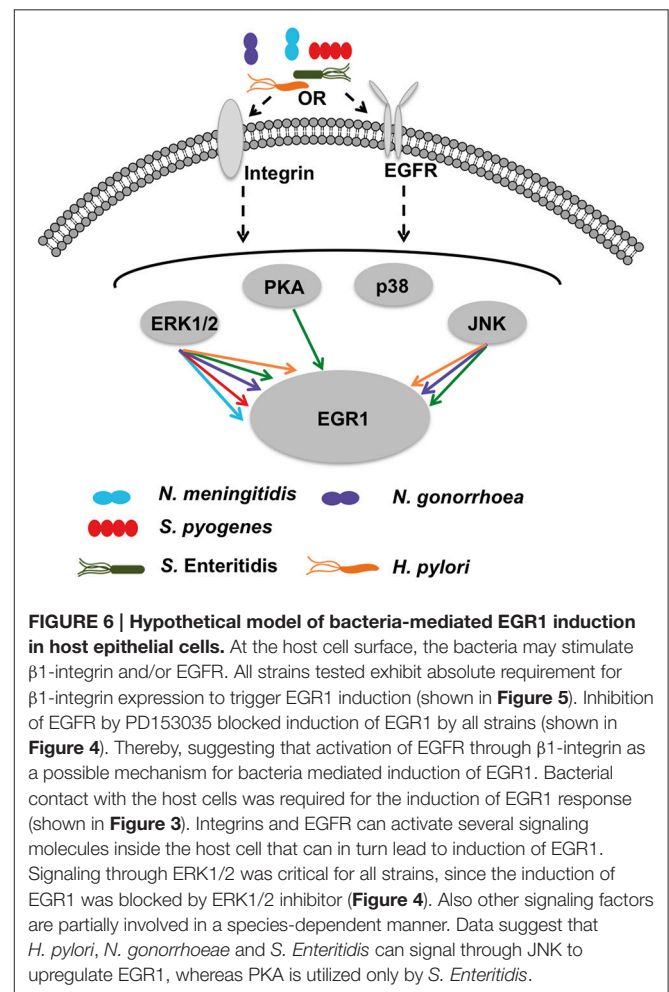 OR
Integrin
EGFR
PKA
p38
ERK1/2
JNK
EGR1
N. meningitidis
N. gonorrhoea
S. pyogenes
S. Enteritidis
H. pylori
FIGURE 6 | Hypothetical model of bacteria-mediated EGR1 induction
in host epithelial cells. At the host cell surface, the bacteria may stimulate
β1-integrin and/or EGFR. All strains tested exhibit absolute requirement for
β1-integrin expression to trigger EGR1 induction (shown in Figure 5). Inhibition
of EGFR by PD153035 blocked induction of EGR1 by all strains (shown in
Figure 4). Thereby, suggesting that activation of EGFR through β1-integrin as
a possible mechanism for bacteria mediated induction of EGR1. Bacterial
contact with the host cells was required for the induction of EGR1 response
(shown in Figure 3). Integrins and EGFR can activate several signaling
molecules inside the host cell that can in turn lead to induction of EGR1.
Signaling through ERK1/2 was critical for all strains, since the induction of
EGR1 was blocked by ERK1/2 inhibitor (Figure 4). Also other signaling factors
are partially involved in a species-dependent manner. Data suggest that
H. pylori, N. gonorrhoeae and S. Enteritidis can signal through JNK to
upregulate EGR1, whereas PKA is utilized only by S. Enteritidis.